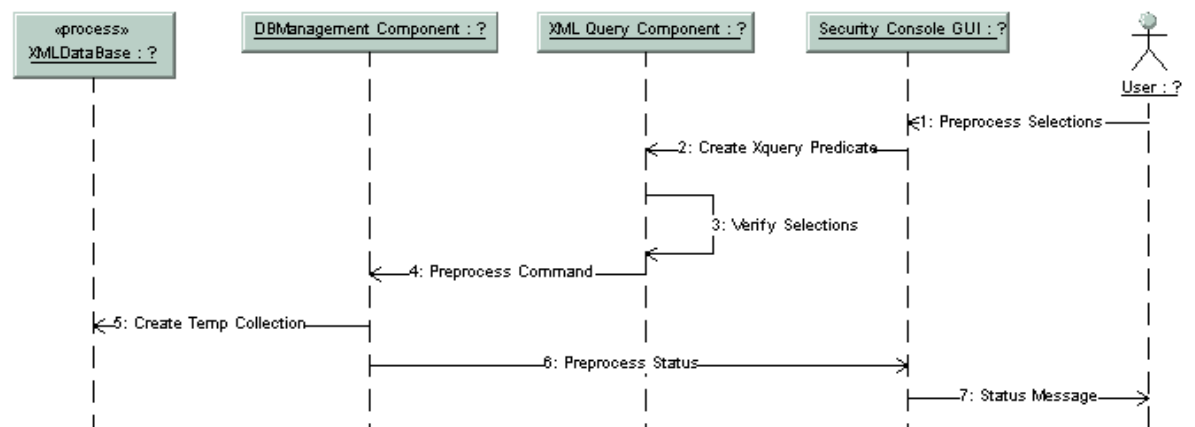 «process»
XMLDataBase : ?
DBManagement Component : ?
XML Query Component : ?
Security Console GUI : ?
User : ?
1: Preprocess Selections
2: Create Xquery Predicate
3: Verify Selections
4: Preprocess Command
5: Create Temp Collection
6: Preprocess Status
7: Status Message